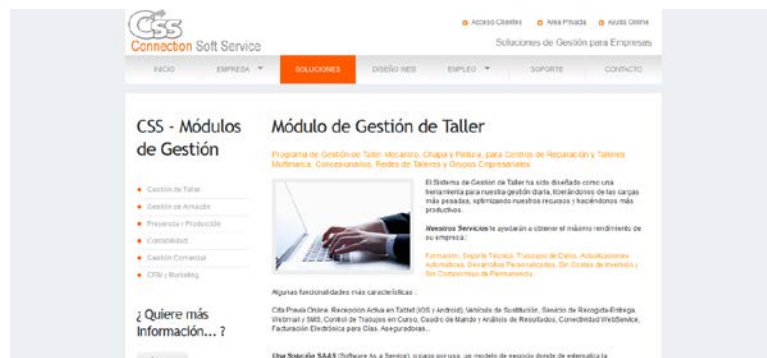 Acceso Clientes Area Privada Ayuda Online
CSS
Connection Soft Service
Soluciones de Gestión para Empresas
INICIO EMPRESA SOLUCIONES DISEÑO WEB EMPLEO SOPORTE CONTACTO
CSS - Módulos
de Gestión
Gestión de Taller
Gestión de Almacén
Presencia y Producción
Contabilidad
Gestión Comercial
CRM y Marketing
¿ Quiere más
Información... ?
Módulo de Gestión de Taller
Programa de Gestión de Taller Mecánico, Chapa y Pintura, para Centros de Reparación y Talleres
Multimarca, Concesionarios, Redes de Talleres y Grupos Empresariales
El Sistema de Gestión de Taller ha sido diseñado como una
herramienta para nuestra gestión diaria, liberándonos de las cargas
más pesadas, optimizando nuestros recursos y haciéndonos más
productivos.
Nuestros Servicios le ayudarán a obtener el máximo rendimiento de
su empresa:
Formación, Soporte Técnico, Traspaso de Datos, Actualizaciones
Automáticas, Desarrollos Personalizados, Sin Costes de Inversión y
Sin Compromiso de Permanencia.
Algunas funcionalidades más características :
Cita Previa Online, Recepción Activa en Tablet (iOS y Android), Vehículo de Sustitución, Servicio de Recogida-Entrega,
Webmail y SMS, Control de Trabajos en Curso, Cuadro de Mando y Análisis de Resultados, Conectividad WebService,
Facturación Electrónica para Cías. Aseguradoras...
Una Solución SAAS (Software As a Service), o pago por uso, un modelo de negocio donde se externaliza la